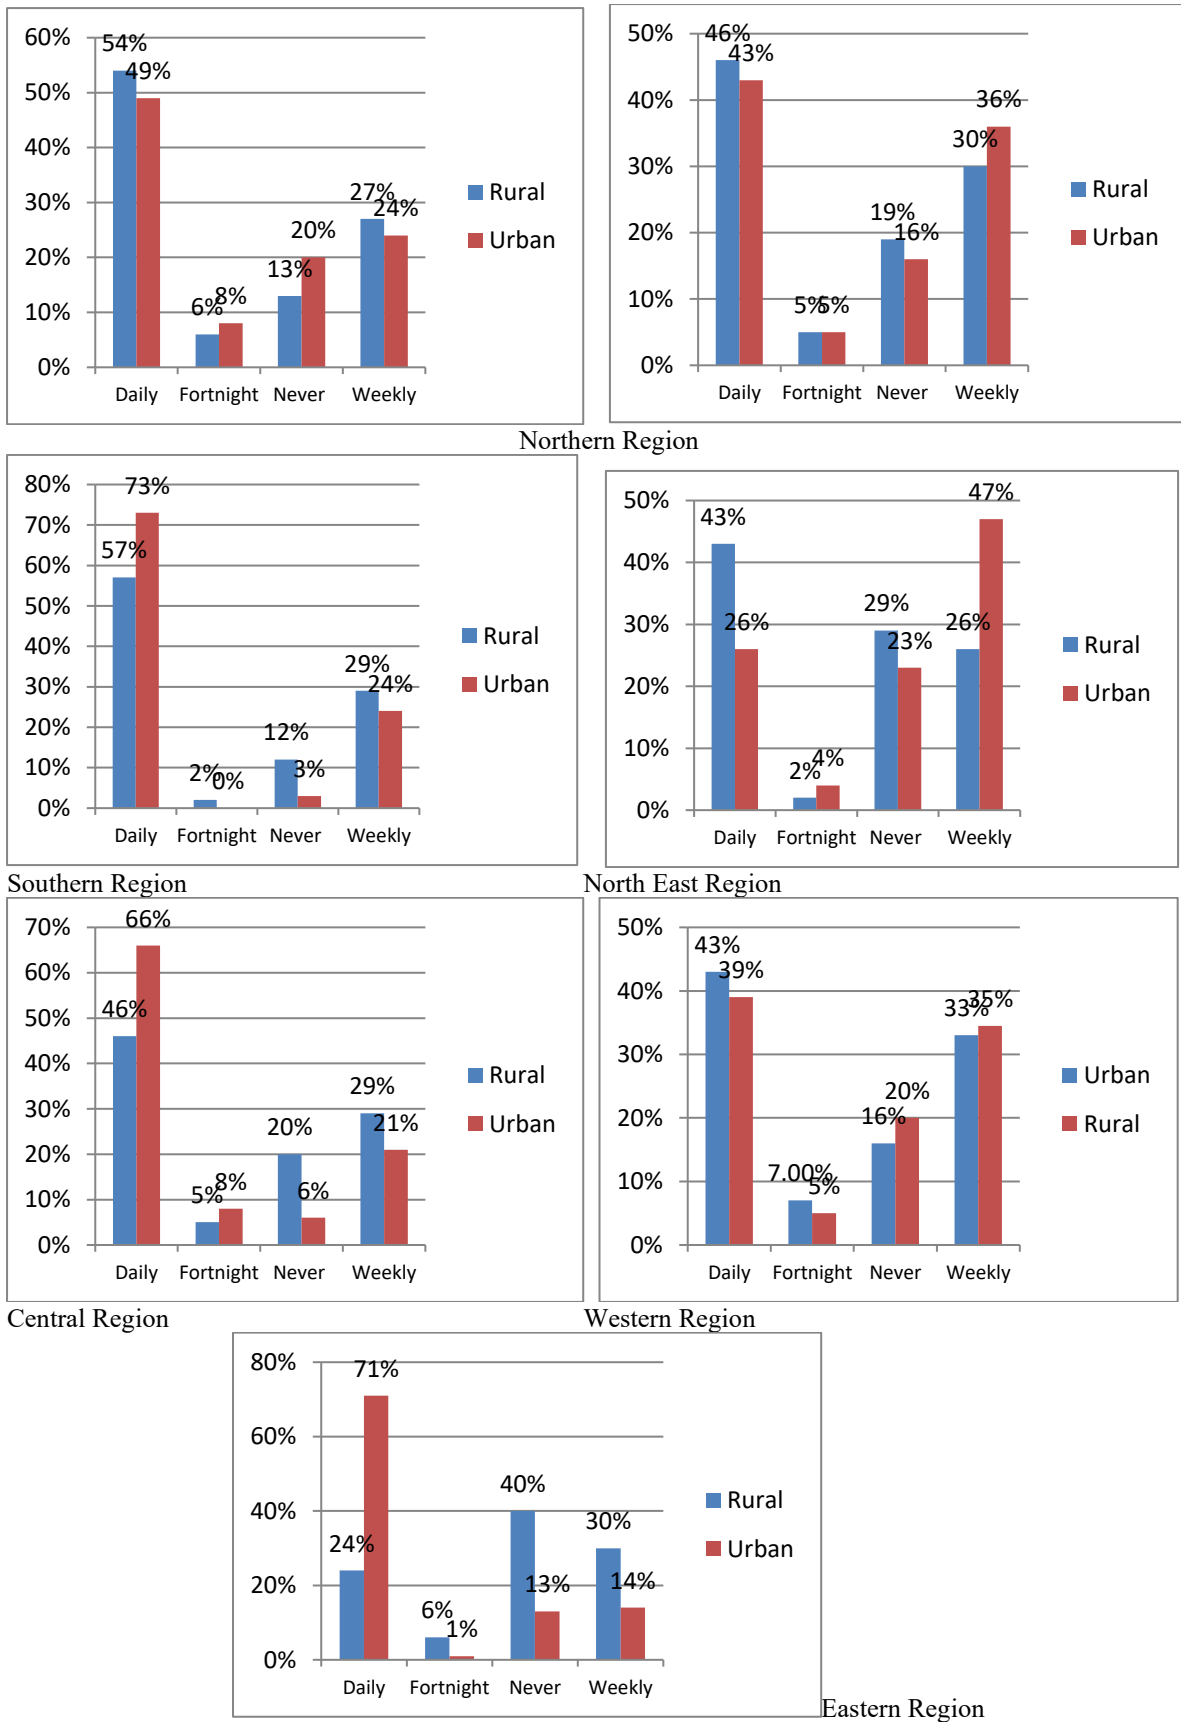 60%
50%
40%
30%
20%
10%
0%
54%
49%
6%
8%
13%
20%
27%
24%
Daily
Fortnight
Never
Weekly
Rural
Urban
50%
40%
30%
20%
10%
0%
46%
43%
5%
5%
19%
16%
30%
36%
Daily
Fortnight
Never
Weekly
Rural
Urban
Northern Region
80%
70%
60%
50%
40%
30%
20%
10%
0%
57%
73%
2%
0%
12%
3%
29%
24%
Daily
Fortnight
Never
Weekly
Rural
Urban
50%
40%
30%
20%
10%
0%
43%
26%
2%
4%
29%
23%
26%
47%
Daily
Fortnight
Never
Weekly
Rural
Urban
Southern Region
North East Region
70%
60%
50%
40%
30%
20%
10%
0%
46%
66%
5%
8%
20%
6%
29%
21%
Daily
Fortnight
Never
Weekly
Rural
Urban
50%
40%
30%
20%
10%
0%
43%
39%
7.00%
5%
16%
20%
33%
35%
Daily
Fortnight
Never
Weekly
Urban
Rural
Central Region
Western Region
80%
60%
40%
20%
0%
24%
71%
6%
1%
40%
13%
30%
14%
Daily
Fortnight
Never
Weekly
Rural
Urban
Eastern Region